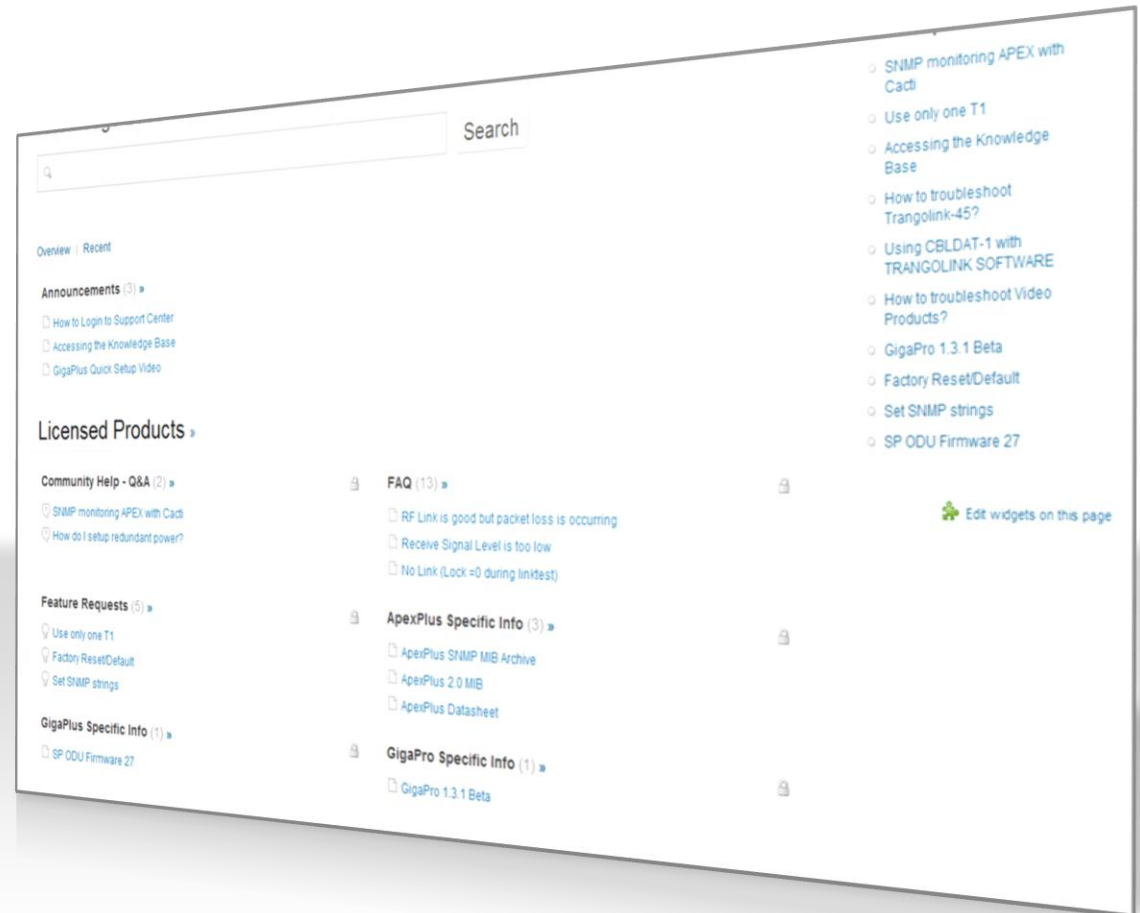 Search
Overview | Recent
Announcements (3) »
How to Login to Support Center
Accessing the Knowledge Base
GigaPlus Quick Setup Video
Licensed Products »
Community Help - Q&A (2) »
SNMP monitoring APEX with Cacti
How do I setup redundant power?
Feature Requests (5) »
Use only one T1
Factory Reset/Default
Set SNMP strings
GigaPlus Specific Info (1) »
SP ODU Firmware 27
FAQ (13) »
RF Link is good but packet loss is occurring
Receive Signal Level is too low
No Link (Lock =0 during linktest)
ApexPlus Specific Info (3) »
ApexPlus SNMP MIB Archive
ApexPlus 2.0 MIB
ApexPlus Datasheet
GigaPro Specific Info (1) »
GigaPro 1.3.1 Beta
SNMP monitoring APEX with
Cacti
Use only one T1
Accessing the Knowledge
Base
How to troubleshoot
Trangolink-45?
Using CBLDAT-1 with
TRANGOLINK SOFTWARE
How to troubleshoot Video
Products?
GigaPro 1.3.1 Beta
Factory Reset/Default
Set SNMP strings
SP ODU Firmware 27
Edit widgets on this page